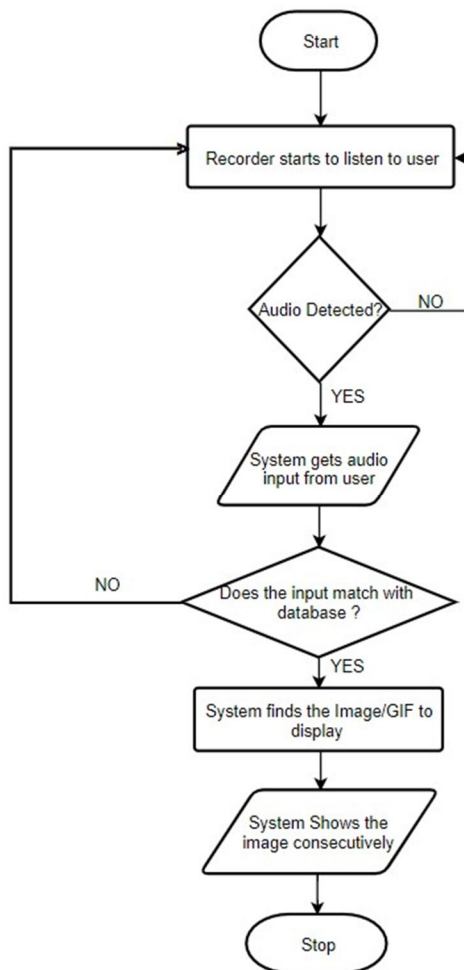 Start
Recorder starts to listen to user
Audio Detected?
NO
YES
System gets audio
input from user
Does the input match with
database ?
NO
YES
System finds the Image/GIF to
display
System Shows the
image consecutively
Stop